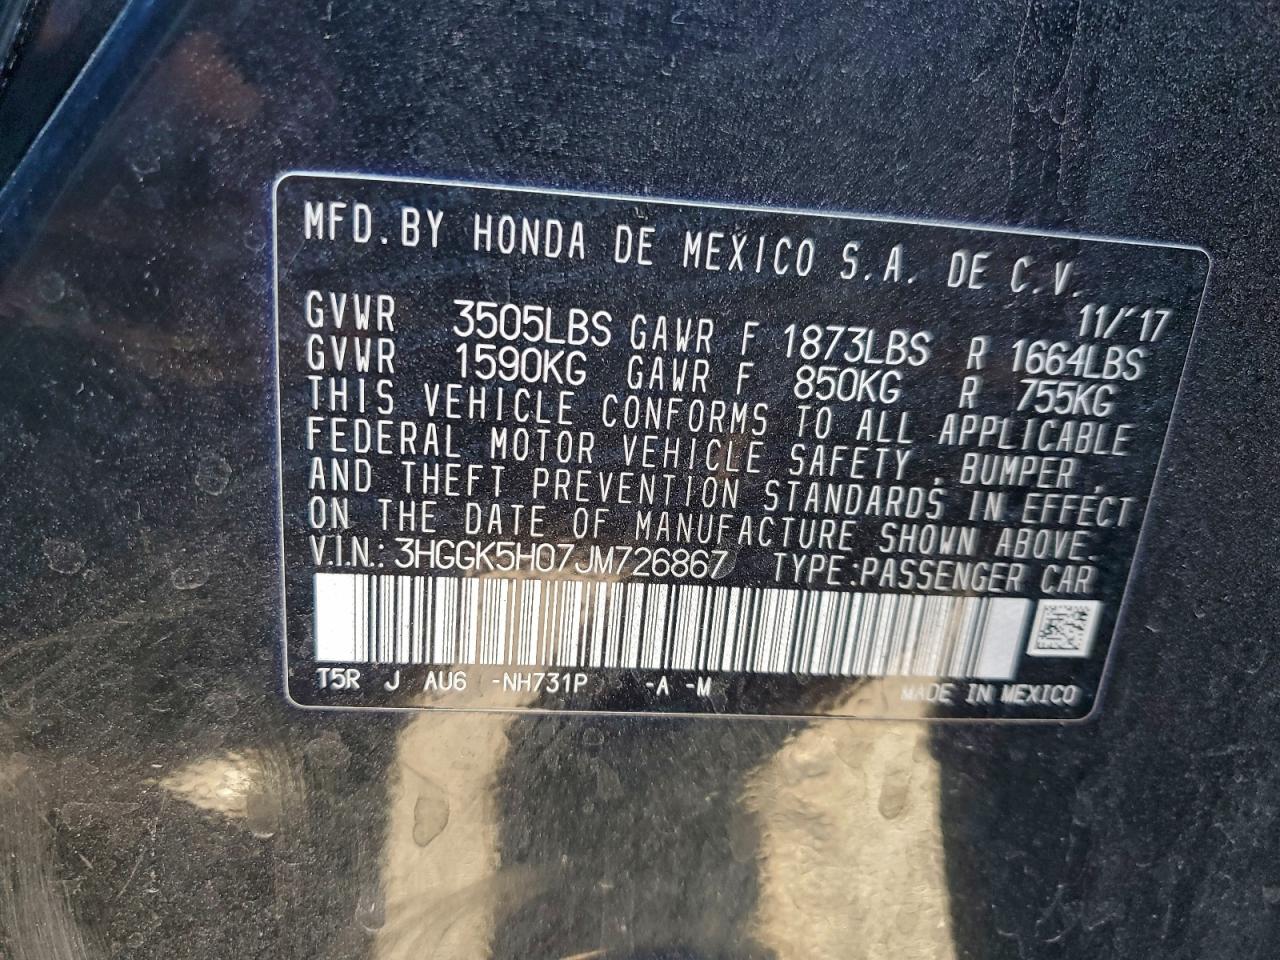 MFD.BY HONDA DE MEXICO S.A. DE C.V.
11/'17
GVWR 3505LBS GAWR F 1873LBS R 1664LBS
GVWR 1590KG GAWR F 850KG R 755KG
THIS VEHICLE CONFORMS TO ALL APPLICABLE
FEDERAL MOTOR VEHICLE SAFETY , BUMPER ,
AND THEFT PREVENTION STANDARDS IN EFFECT
ON THE DATE OF MANUFACTURE SHOWN ABOVE.
V.I.N.: 3HGGK5H07JM726867 TYPE:PASSENGER CAR
T5R J AU6 -NH731P -A -M MADE IN MEXICO